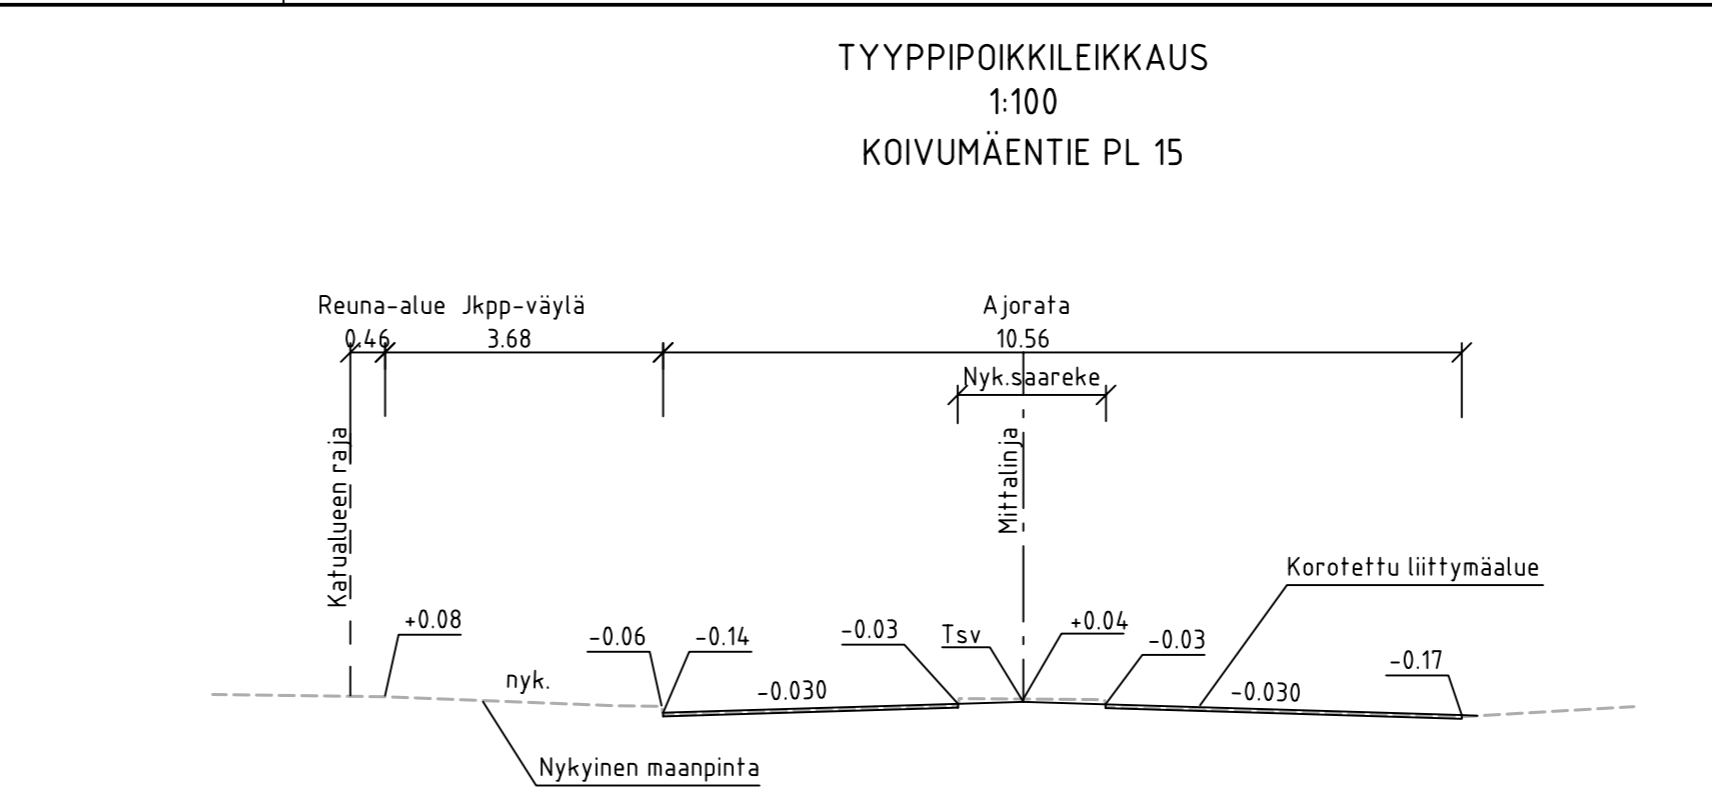 TYYPPIPOIKKILEIKKAUS
1:100
KOIVUMÄENTIE PL 15
Reuna-alue Jkpp-väylä Ajorata
0.46 3.68 10.56
Nyk.saareke
Katualueen raja
Mittalinja
Korotettu liittymäalue
+0.08 -0.06 -0.14 -0.03 Tsv +0.04 -0.03 -0.17
nyk. -0.030 -0.030
Nykyinen maanpinta